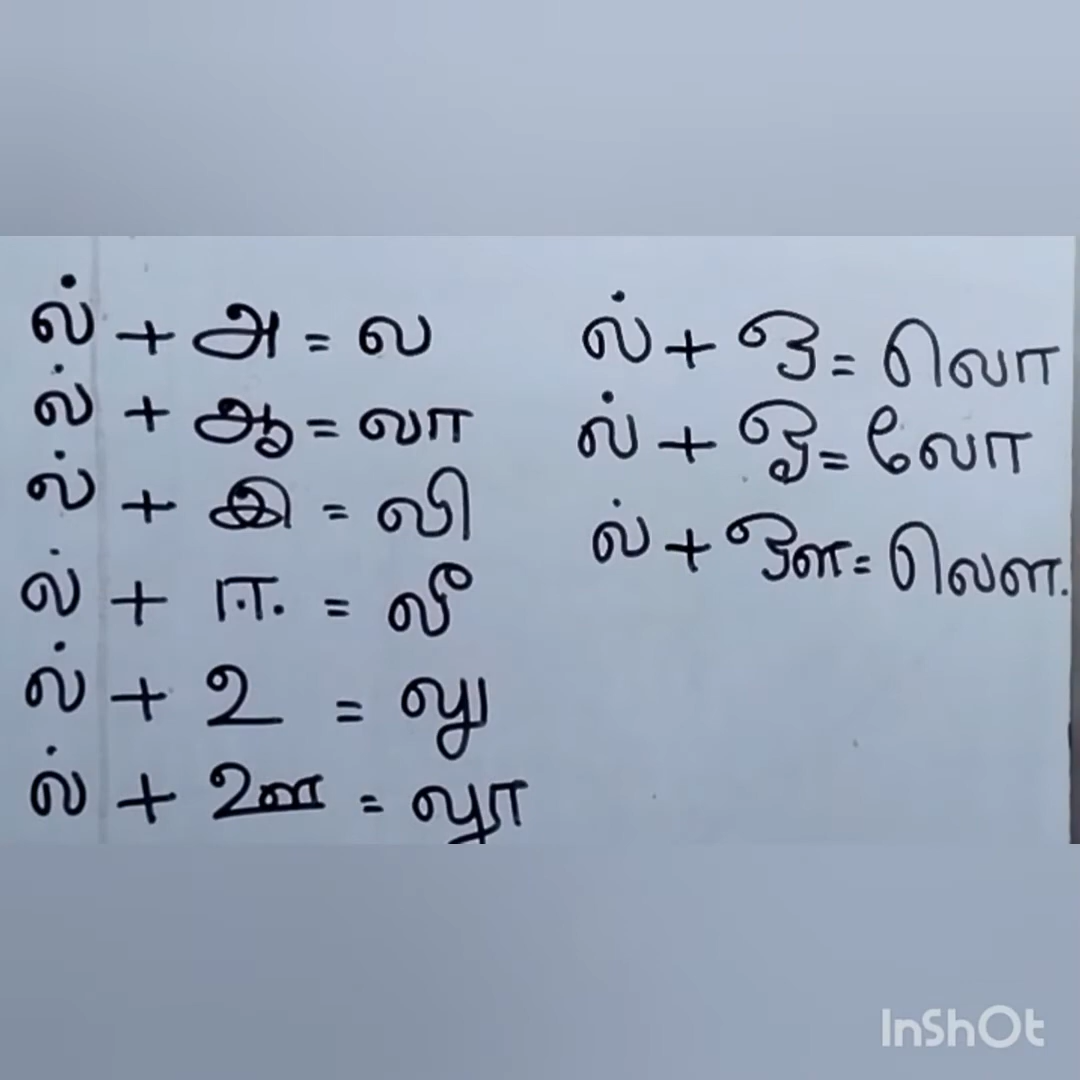 ல் + அ = ல
ல் + ஆ = லா
ல் + இ = லி
ல் + ஈ = லீ
ல் + உ = லு
ல் + ஊ = லூ
ல் + ஒ = லொ
ல் + ஓ = லோ
ல் + ஔ = லௌ.
InShOt